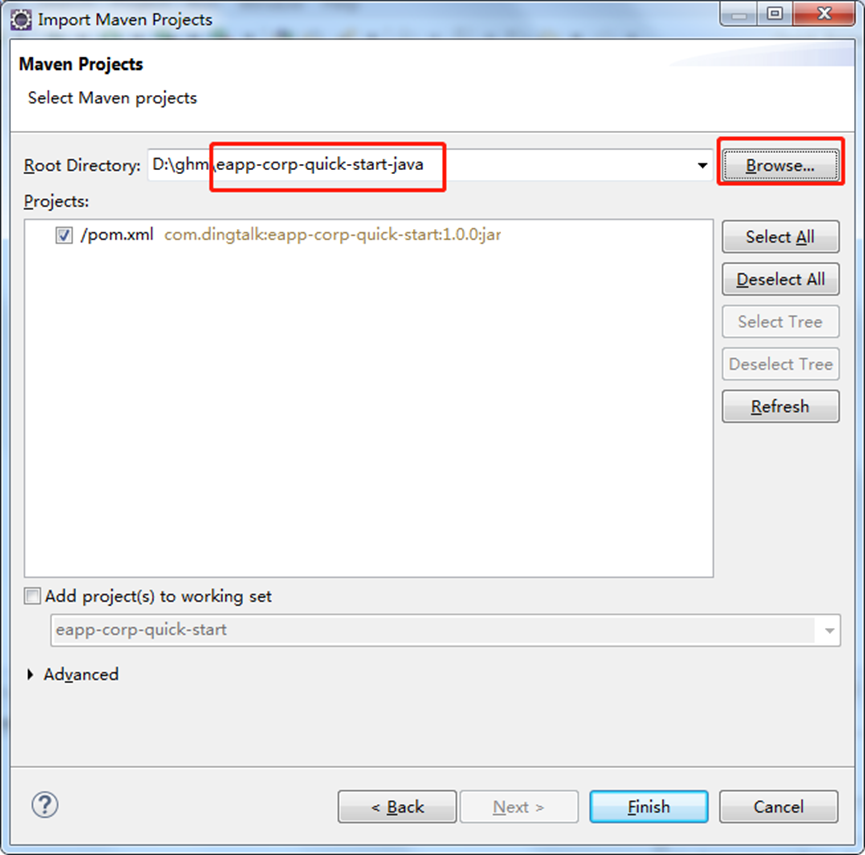 Import Maven Projects
Maven Projects
Select Maven projects
Root Directory: D:\ghm\eapp-corp-quick-start-java Browse...
Projects:
/pom.xml com.dingtalk:eapp-corp-quick-start:1.0.0:jar
Select All
Deselect All
Select Tree
Deselect Tree
Refresh
Add project(s) to working set
eapp-corp-quick-start
Advanced
? < Back Next > Finish Cancel